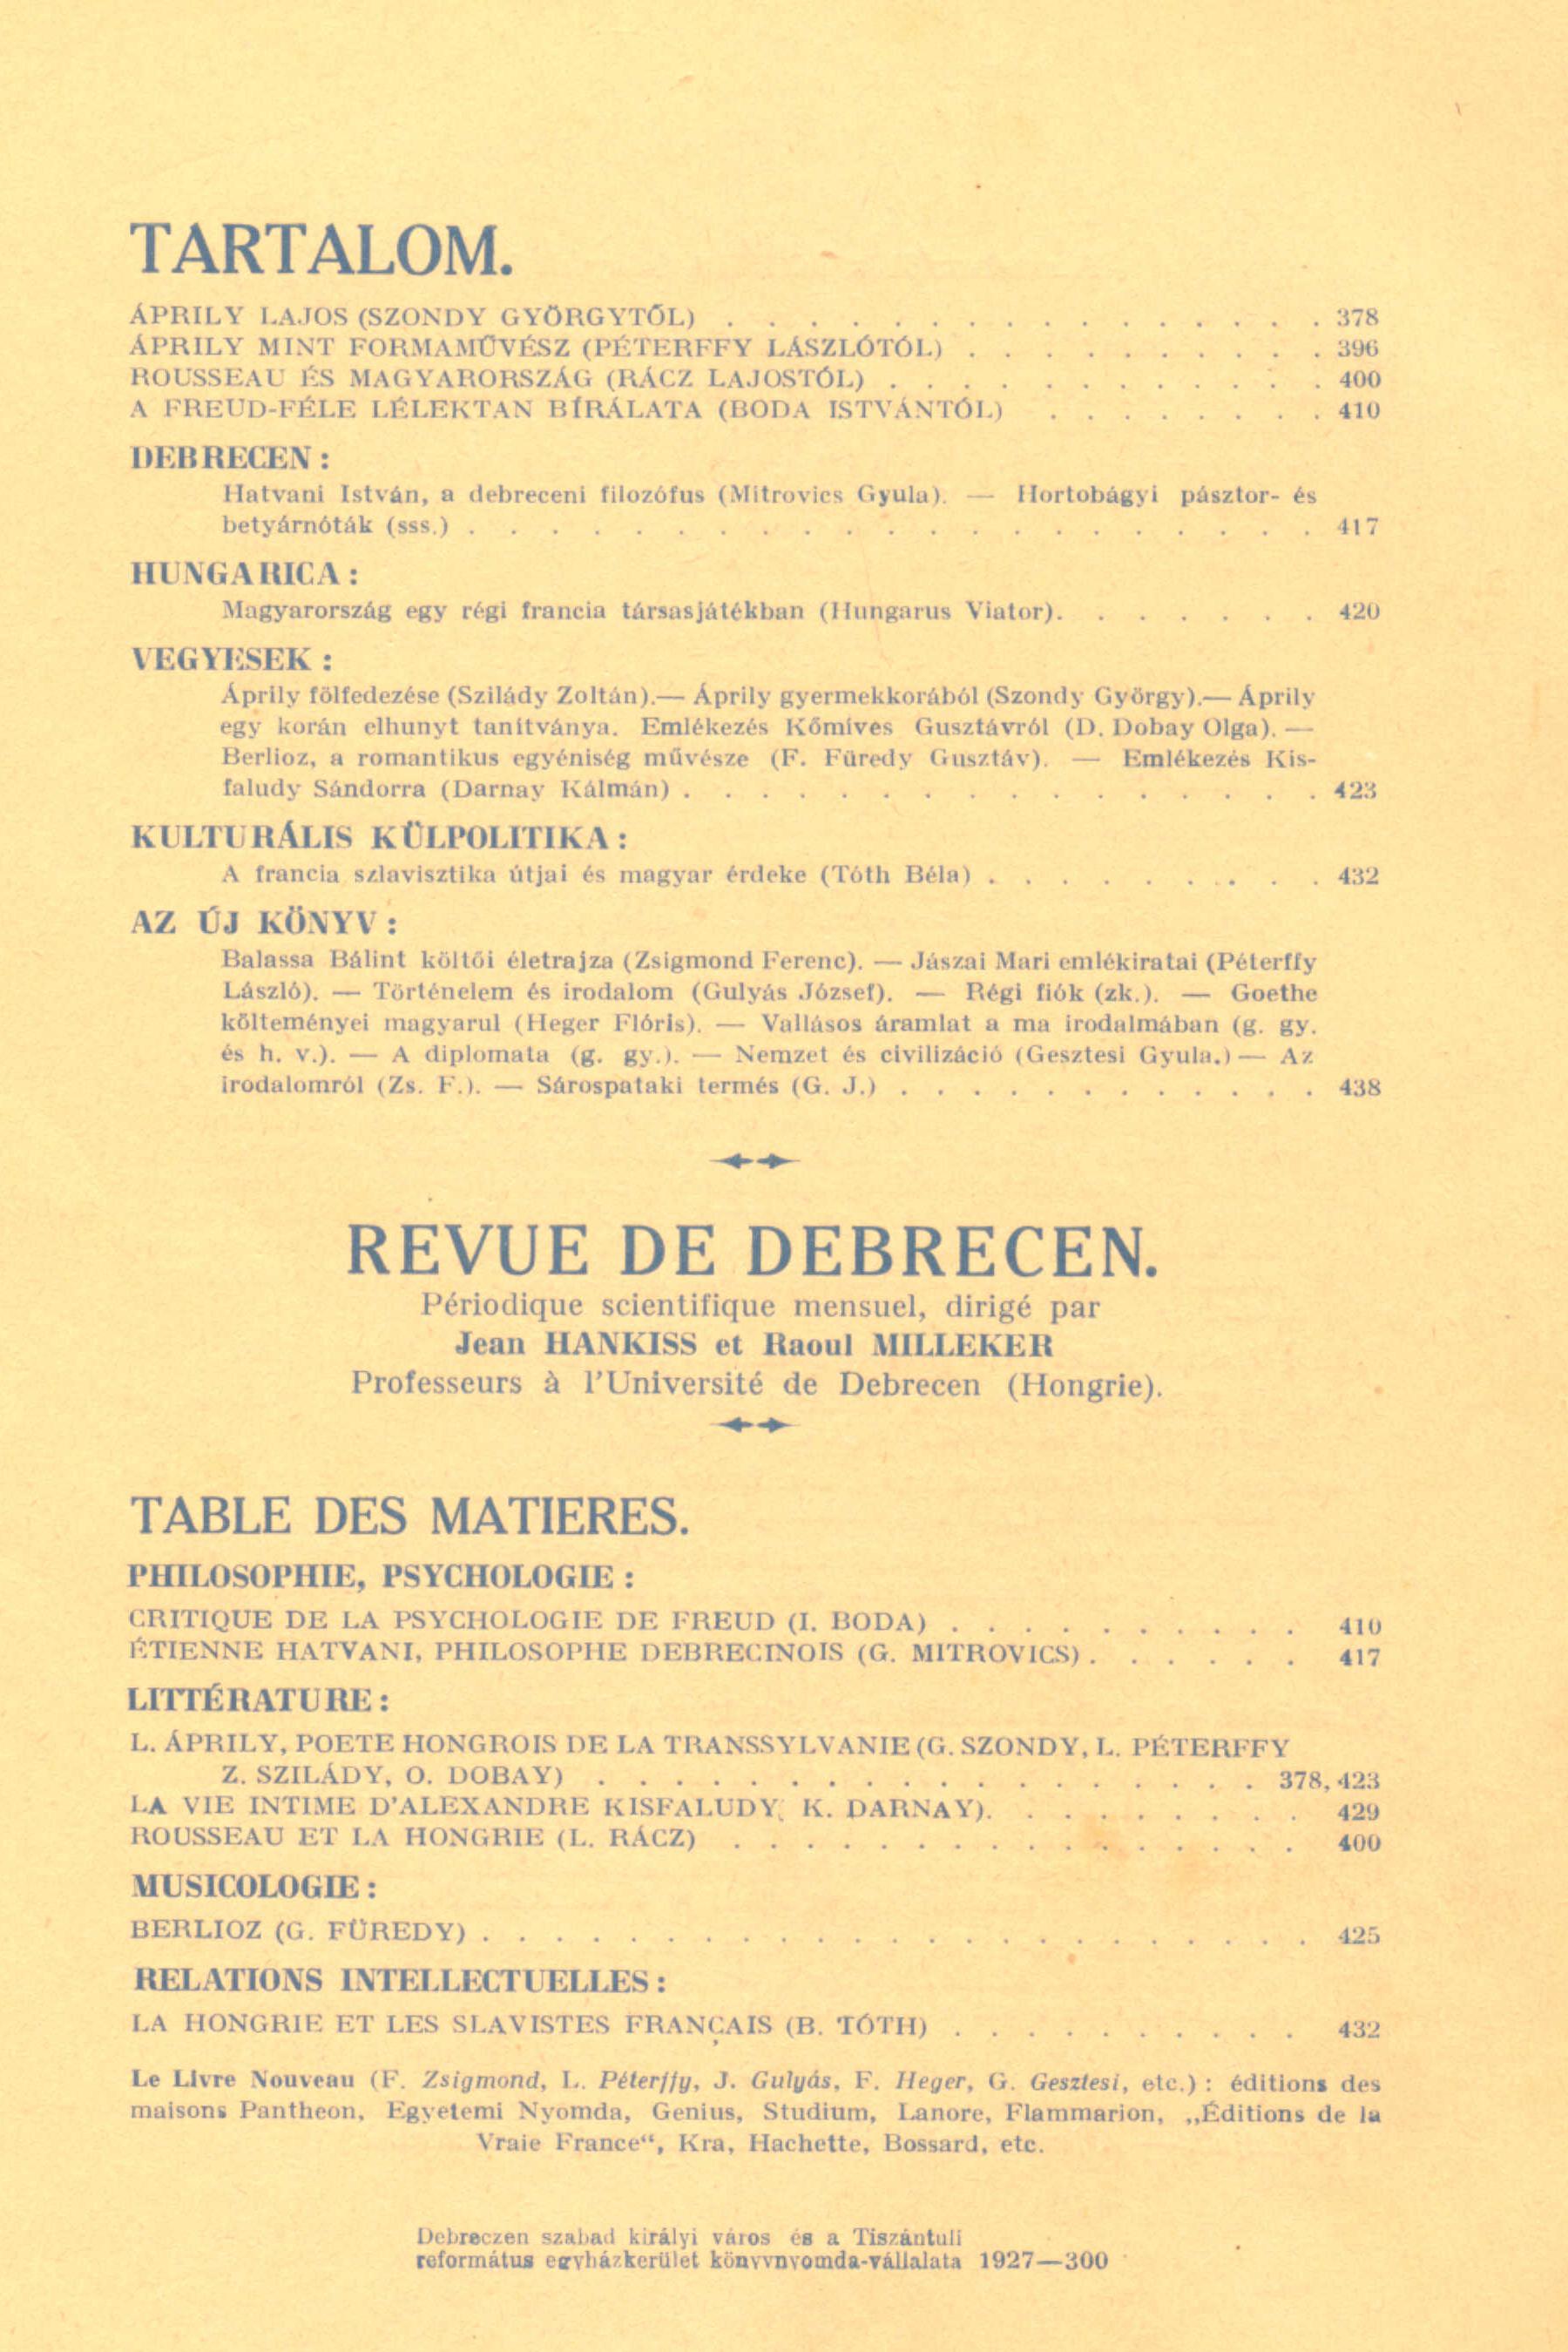 TARTALOM.
ÁPRILY LAJOS (SZONDY GYÖRGYTŐL) . . . . . . . . . . . . . . . . 378
ÁPRILY MINT FORMAMŰVÉSZ (PÉTERFFY LÁSZLÓTÓL) . . . . . . . . . . 396
ROUSSEAU ÉS MAGYARORSZÁG (RÁCZ LAJOSTÓL) . . . . . . . . . . . . 400
A FREUD-FÉLE LÉLEKTAN BÍRÁLATA (BODA ISTVÁNTÓL) . . . . . . . . 410
DEBRECEN :
Hatvani István, a debreceni filozófus (Mitrovics Gyula). — Hortobágyi pásztor- és
betyárnóták (sss.) . . . . . . . . . . . . . . . . . . . . . 417
HUNGARICA :
Magyarország egy régi francia társasjátékban (Hungarus Viator). . . . . . . 420
VEGYESEK :
Áprily fölfedezése (Szilády Zoltán).— Áprily gyermekkorából (Szondy György).— Áprily
egy korán elhunyt tanítványa. Emlékezés Kőmíves Gusztávról (D. Dobay Olga). —
Berlioz, a romantikus egyéniség művésze (F. Füredy Gusztáv). — Emlékezés Kis-
faludy Sándorra (Darnay Kálmán) . . . . . . . . . . . . . . . . 423
KULTURÁLIS KÜLPOLITIKA :
A francia szlavisztika útjai és magyar érdeke (Tóth Béla) . . . . . . . . . 432
AZ ÚJ KÖNYV :
Balassa Bálint költői életrajza (Zsigmond Ferenc). — Jászai Mari emlékiratai (Péterffy
László). — Történelem és irodalom (Gulyás József). — Régi fiók (zk.). — Goethe
költeményei magyarul (Heger Flóris). — Vallásos áramlat a ma irodalmában (g. gy.
és h. v.). — A diplomata (g. gy.). — Nemzet és civilizáció (Gesztesi Gyula.) — Az
irodalomról (Zs. F.). — Sárospataki termés (G. J.) . . . . . . . . . . . . 438
REVUE DE DEBRECEN.
Périodique scientifique mensuel, dirigé par
Jean HANKISS et Raoul MILLEKER
Professeurs à l'Université de Debrecen (Hongrie).
TABLE DES MATIERES.
PHILOSOPHIE, PSYCHOLOGIE :
CRITIQUE DE LA PSYCHOLOGIE DE FREUD (I. BODA) . . . . . . . . . . 410
ÉTIENNE HATVANI, PHILOSOPHE DEBRECINOIS (G. MITROVICS) . . . . . . 417
LITTÉRATURE :
L. ÁPRILY, POETE HONGROIS DE LA TRANSSYLVANIE (G. SZONDY, L. PÉTERFFY
Z. SZILÁDY, O. DOBAY) . . . . . . . . . . . . . . . . . . 378, 423
LA VIE INTIME D'ALEXANDRE KISFALUDY( K. DARNAY). . . . . . . . . 429
ROUSSEAU ET LA HONGRIE (L. RÁCZ) . . . . . . . . . . . . . . . 400
MUSICOLOGIE :
BERLIOZ (G. FÜREDY) . . . . . . . . . . . . . . . . . . . . . . 425
RELATIONS INTELLECTUELLES :
LA HONGRIE ET LES SLAVISTES FRANÇAIS (B. TÓTH) . . . . . . . . . . 432
Le Livre Nouveau (F. Zsigmond, L. Péterffy, J. Gulyás, F. Heger, G. Gesztesi, etc.) : éditions des
maisons Pantheon, Egyetemi Nyomda, Genius, Studium, Lanore, Flammarion, „Éditions de la
Vraie France“, Kra, Hachette, Bossard, etc.
Debreczen szabad királyi város és a Tiszántuli
református egyházkerület könyvnyomda-vállalata 1927—300